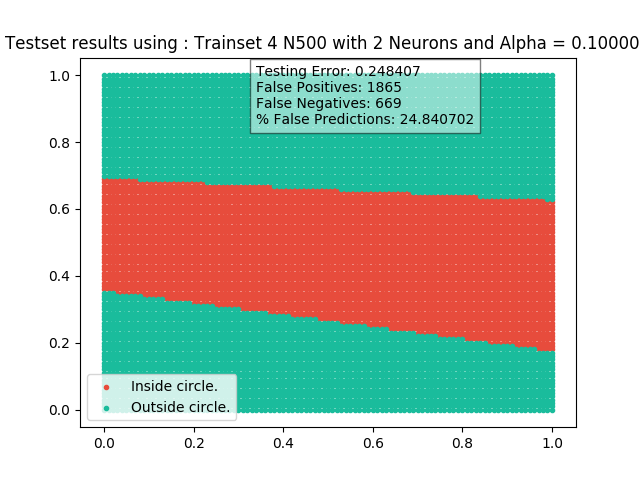 Testset results using : Trainset 4 N500 with 2 Neurons and Alpha = 0.10000
Testing Error: 0.248407
False Positives: 1865
False Negatives: 669
% False Predictions: 24.840702
1.0
0.8
0.6
0.4
0.2
0.0
Inside circle.
Outside circle.
0.0 0.2 0.4 0.6 0.8 1.0